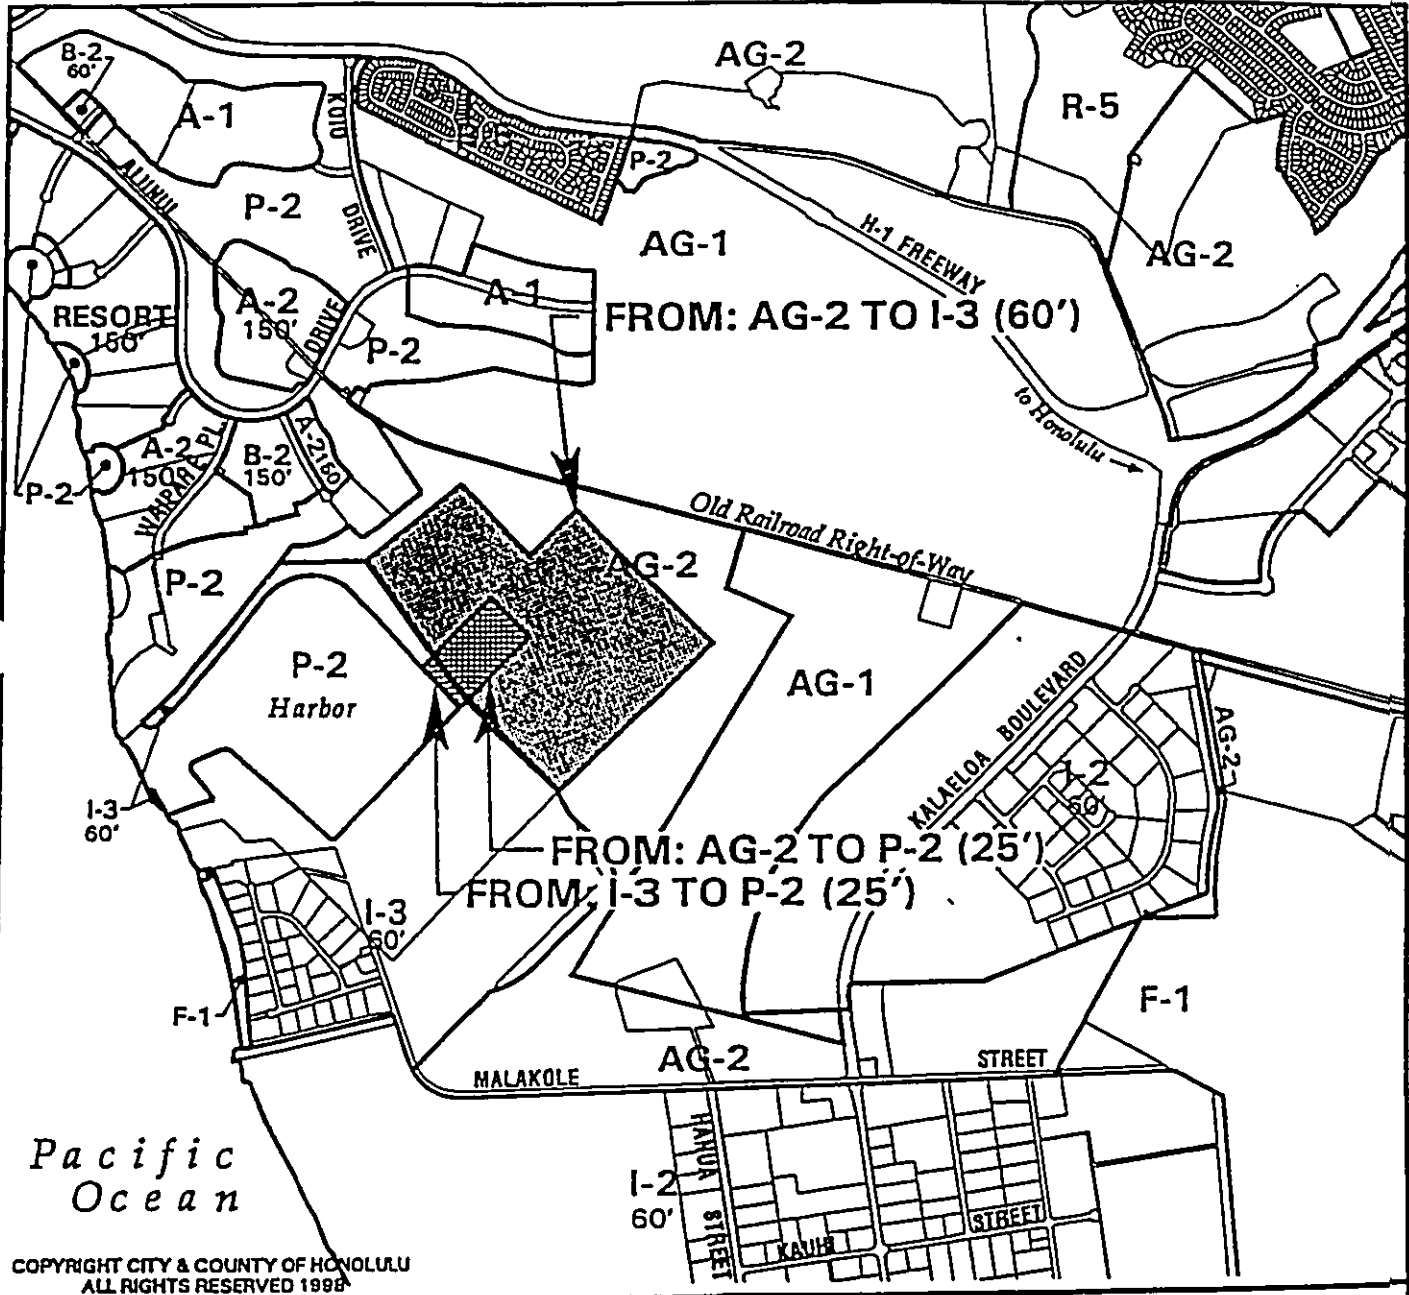 B-2
60'
A-1
AG-2
R-5
KOIO
P-2
ALIINUI
P-2
DRIVE
AG-1
H-1 FREEWAY
AG-2
A-1
RESORT
150'
A-2
150'
DRIVE
P-2
FROM: AG-2 TO I-3 (60')
to Honolulu
A-2
150'
PL.
B-2
150'
A-2 150
P-2
Old Railroad Right-of-Way
AG-2
P-2
P-2
Harbor
AG-1
KALAELOA BOULEVARD
AG-2
I-2
60'
I-3
60'
FROM: AG-2 TO P-2 (25')
FROM: I-3 TO P-2 (25')
I-3
60'
F-1
F-1
AG-2
MALAKOLE
STREET
Pacific
Ocean
HANUA STREET
I-2
60'
KAUHI
STREET
COPYRIGHT CITY & COUNTY OF HONOLULU
ALL RIGHTS RESERVED 1998